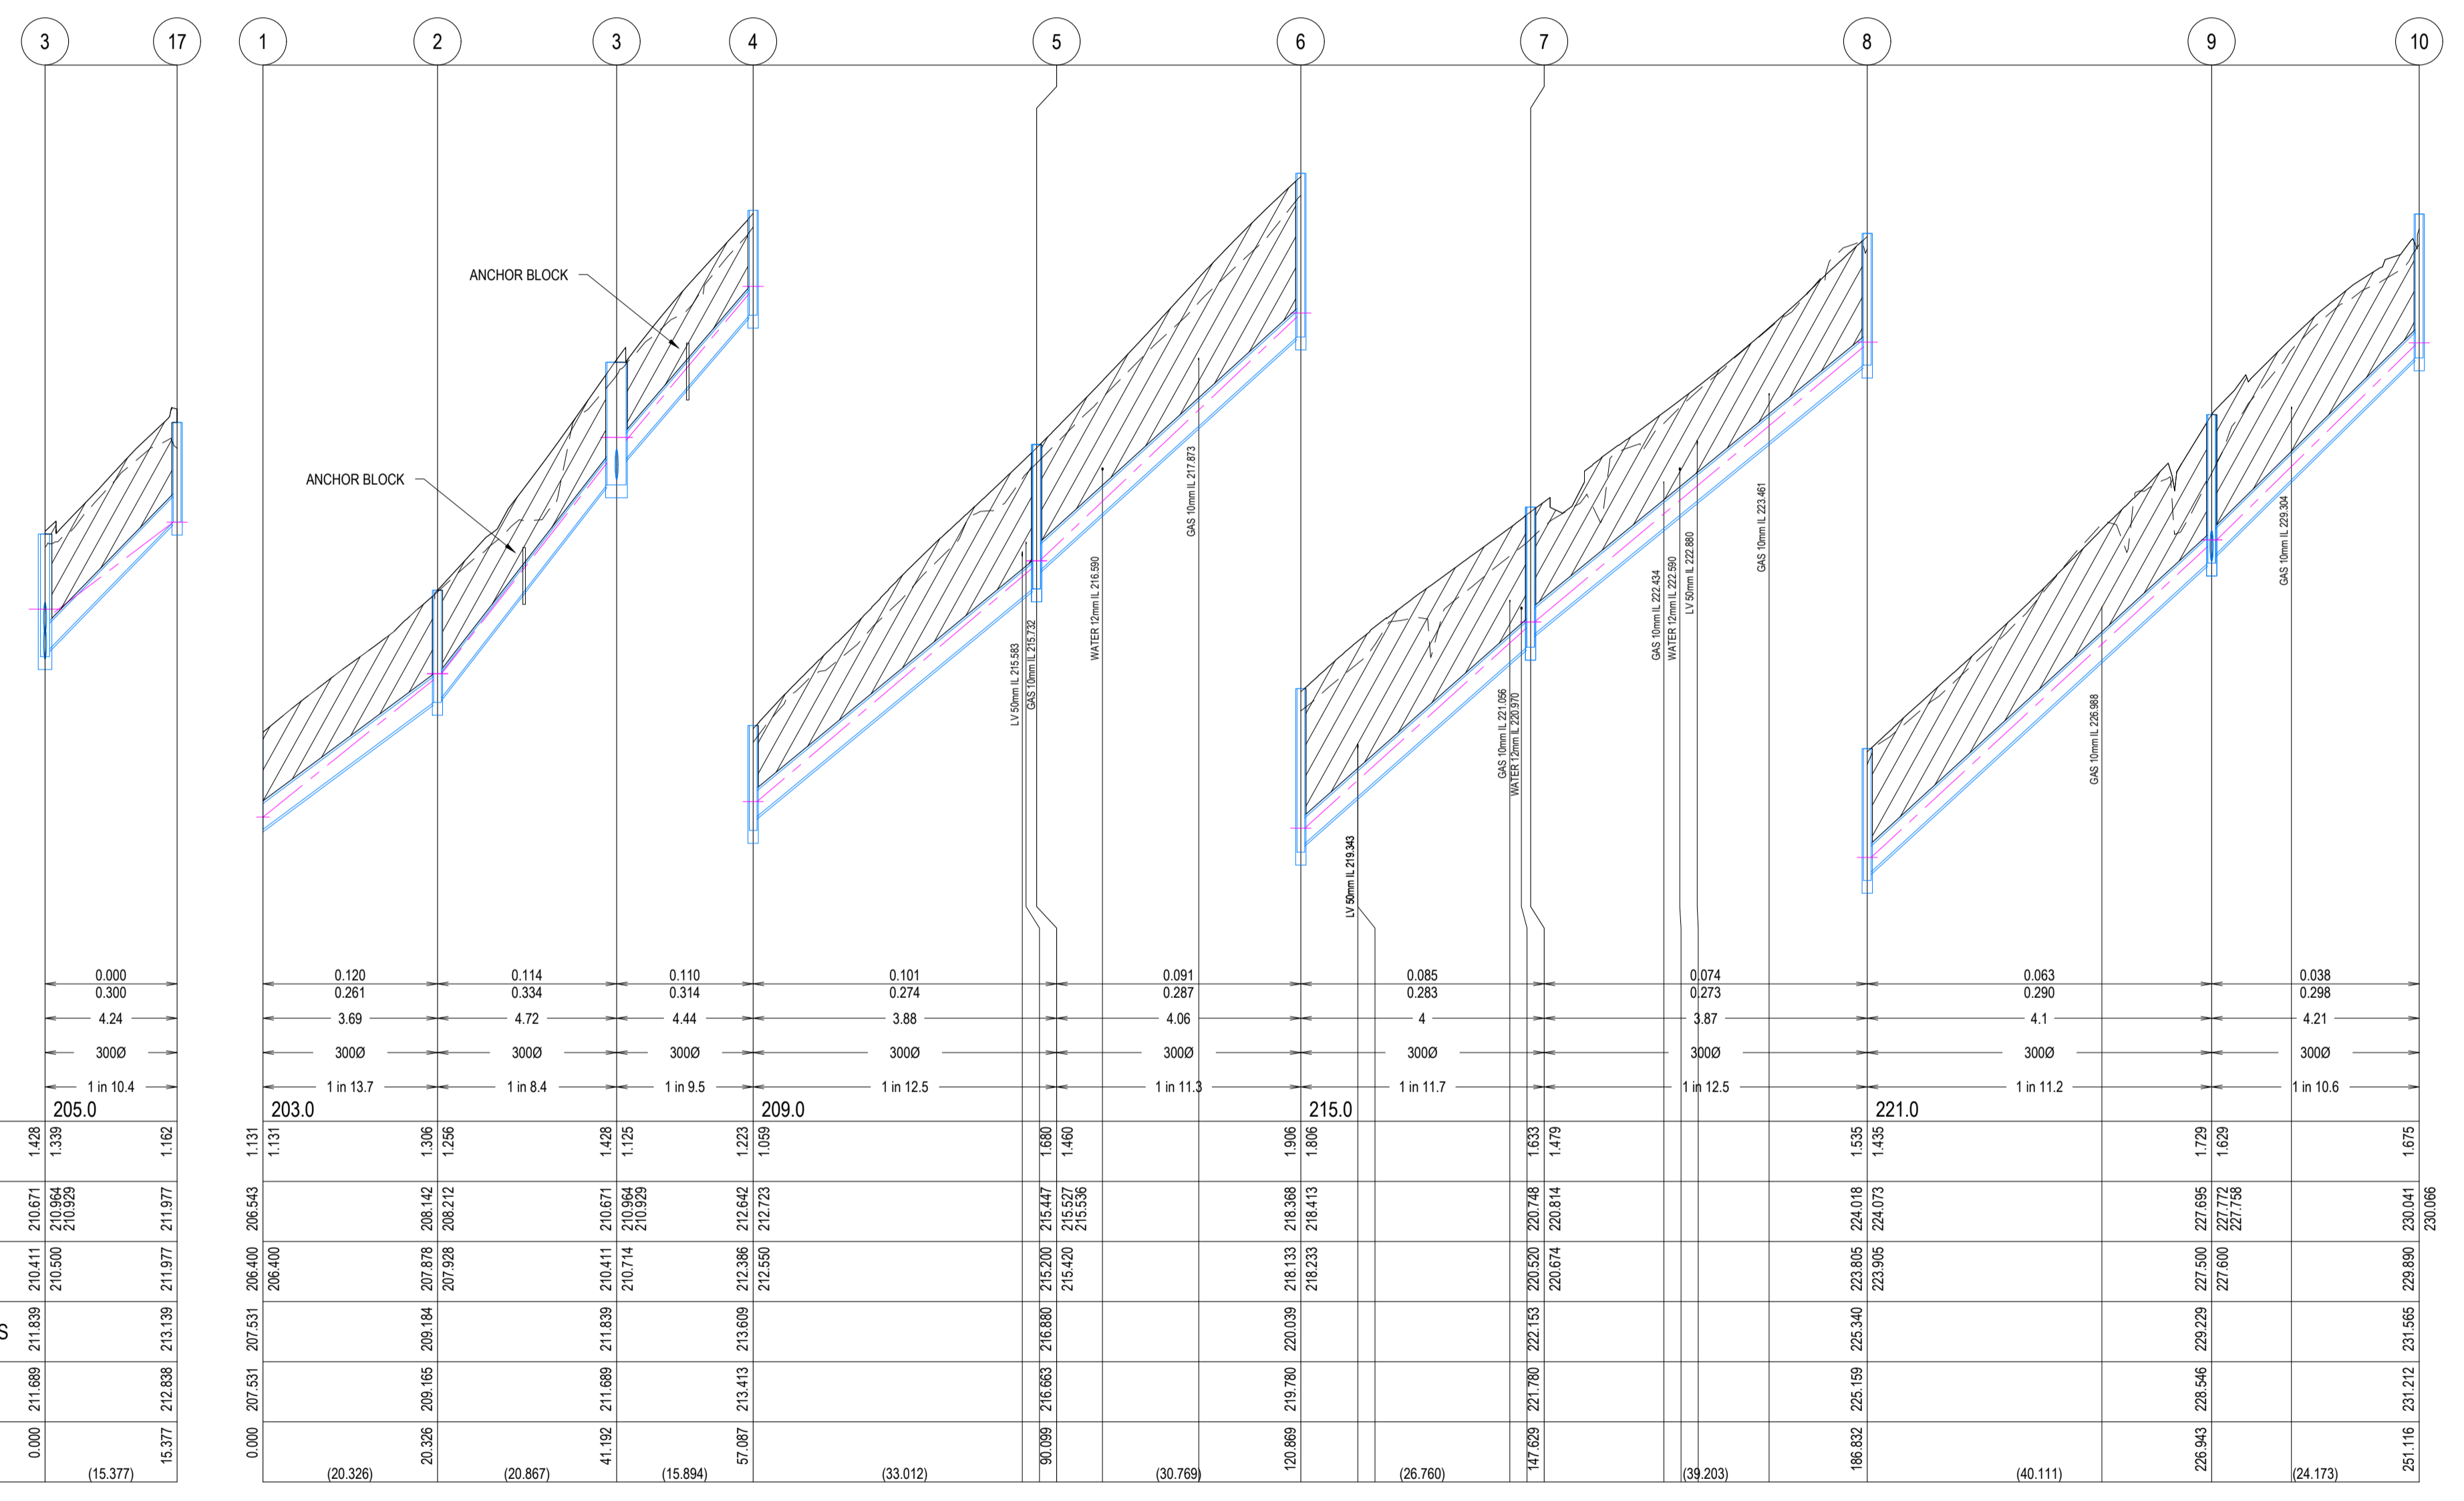 3 17 1 2 3 4 5 6 7 8 9 10
ANCHOR BLOCK
ANCHOR BLOCK
LV 50mm IL 215.583
GAS 10mm IL 215.732
WATER 12mm IL 216.590
GAS 10mm IL 217.873
LV 50mm IL 219.343
GAS 10mm IL 221.056
WATER 12mm IL 220.970
GAS 10mm IL 222.434
WATER 12mm IL 222.590
LV 50mm IL 222.880
GAS 10mm IL 223.461
GAS 10mm IL 226.988
GAS 10mm IL 229.304
0.000 0.120 0.114 0.110 0.101 0.091 0.085 0.074 0.063 0.038
0.300 0.261 0.334 0.314 0.274 0.287 0.283 0.273 0.290 0.298
4.24 3.69 4.72 4.44 3.88 4.06 4 3.87 4.1 4.21
300Ø 300Ø 300Ø 300Ø 300Ø 300Ø 300Ø 300Ø 300Ø 300Ø
1 in 10.4 1 in 13.7 1 in 8.4 1 in 9.5 1 in 12.5 1 in 11.3 1 in 11.7 1 in 12.5 1 in 11.2 1 in 10.6
205.0 203.0 209.0 215.0 221.0
1.428 1.339 1.162 1.131 1.131 1.306 1.256 1.428 1.125 1.223 1.059 1.680 1.460 1.906 1.806 1.633 1.479 1.535 1.435 1.729 1.629 1.675
210.671 210.964 210.929 211.977 206.543 208.142 208.212 210.671 210.964 210.929 212.642 212.723 215.447 215.527 215.536 218.368 218.413 220.748 220.814 224.018 224.073 227.695 227.772 227.758 230.041 230.066
210.411 210.500 211.977 206.400 206.400 207.878 207.928 210.411 210.714 212.386 212.550 215.200 215.420 218.133 218.233 220.520 220.674 223.805 223.905 227.500 227.600 229.890
S 211.839 213.139 207.531 209.184 211.839 213.609 216.880 220.039 222.153 225.340 229.229 231.565
211.689 212.838 207.531 209.165 211.689 213.413 216.663 219.780 221.780 225.159 228.546 231.212
0.000 15.377 0.000 20.326 41.192 57.087 90.099 120.869 147.629 186.832 226.943 251.116
(15.377) (20.326) (20.867) (15.894) (33.012) (30.769) (26.760) (39.203) (40.111) (24.173)